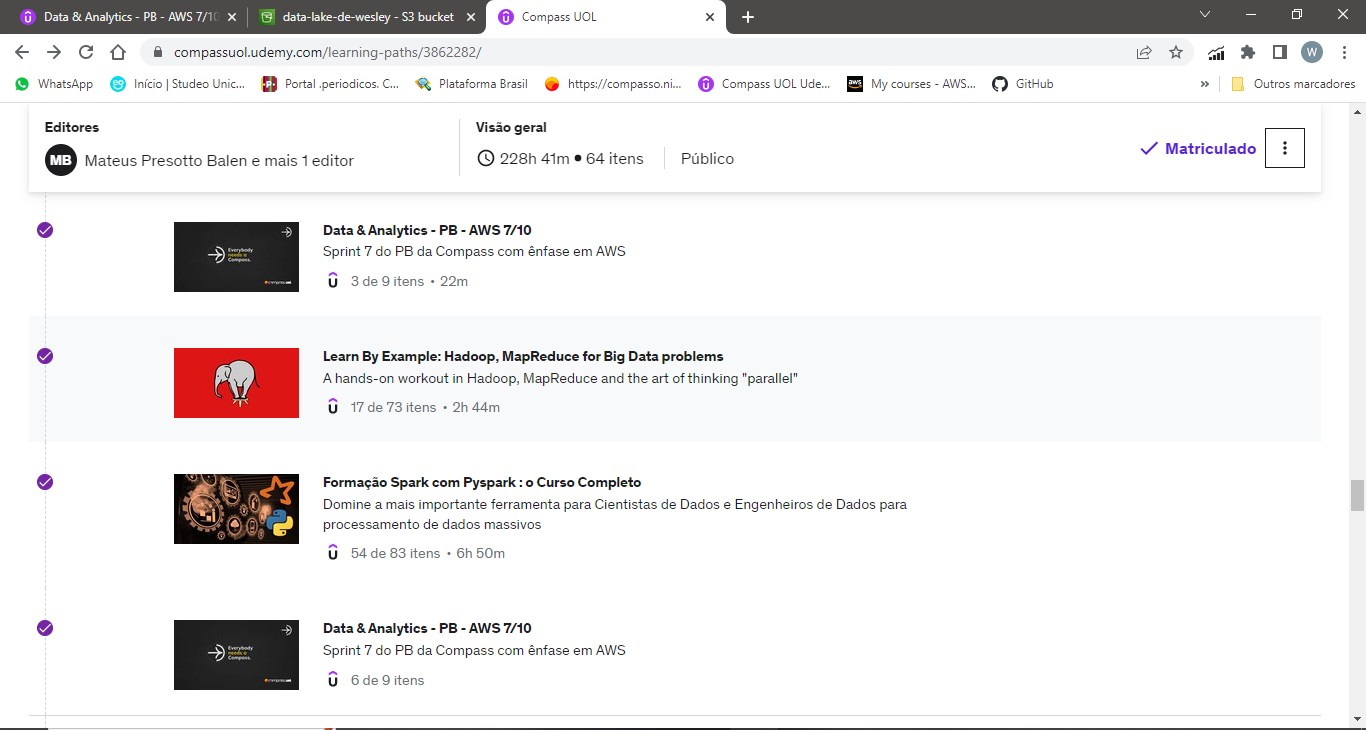 Data & Analytics - PB - AWS 7/10
data-lake-de-wesley - S3 bucket
Compass UOL
compassuol.udemy.com/learning-paths/3862282/
W
WhatsApp
Início | Studeo Unic...
Portal .periodicos. C...
Plataforma Brasil
https://compasso.ni...
Compass UOL Ude...
aws
My courses - AWS...
GitHub
»
Outros marcadores
Editores
MB
Mateus Presotto Balen e mais 1 editor
Visão geral
228h 41m • 64 itens
Público
Matriculado
Everybody
needs a
Compass.
compass.uol
Data & Analytics - PB - AWS 7/10
Sprint 7 do PB da Compass com ênfase em AWS
3 de 9 itens • 22m
Learn By Example: Hadoop, MapReduce for Big Data problems
A hands-on workout in Hadoop, MapReduce and the art of thinking "parallel"
17 de 73 itens • 2h 44m
Formação Spark com Pyspark : o Curso Completo
Domine a mais importante ferramenta para Cientistas de Dados e Engenheiros de Dados para
processamento de dados massivos
54 de 83 itens • 6h 50m
Everybody
needs a
Compass.
compass.uol
Data & Analytics - PB - AWS 7/10
Sprint 7 do PB da Compass com ênfase em AWS
6 de 9 itens